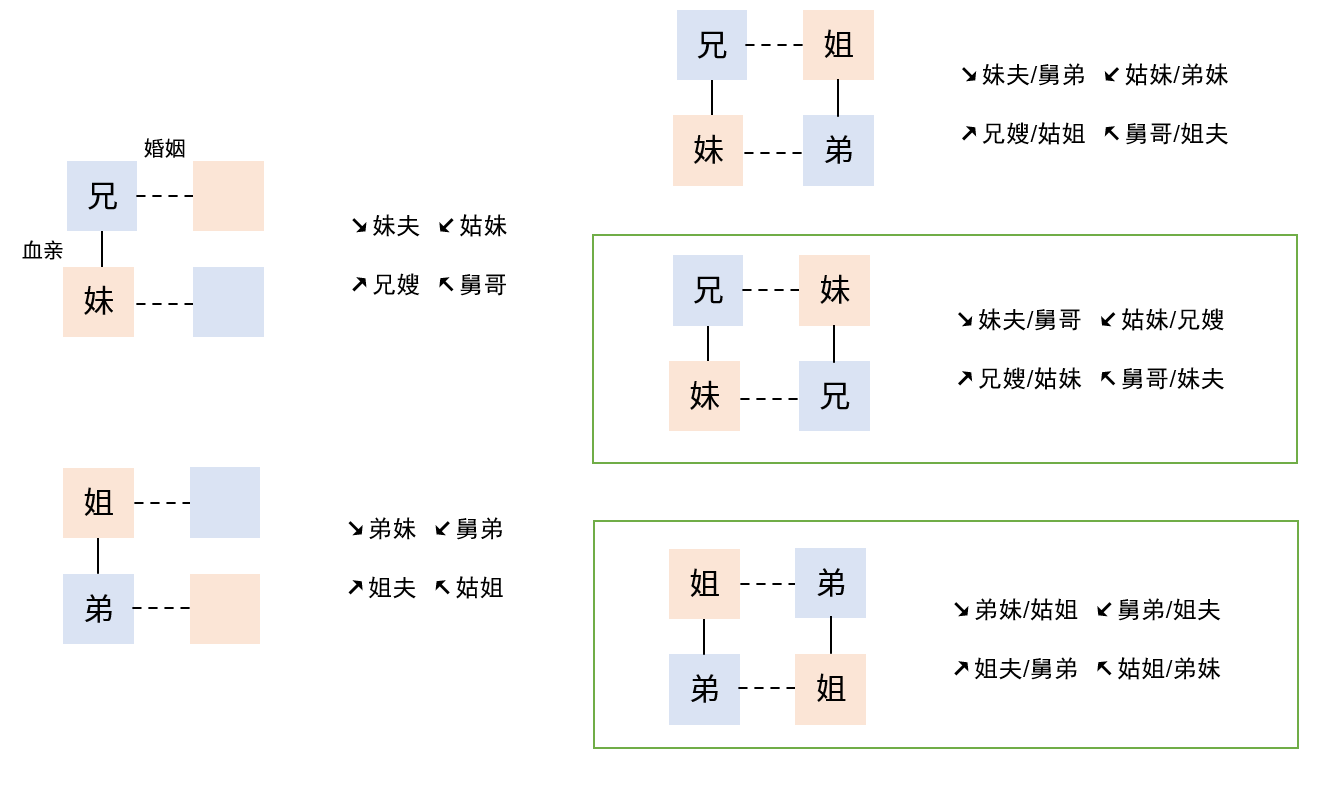 婚姻
兄
血亲
妹
↘妹夫 ↙姑妹
↗兄嫂 ↖舅哥
姐
弟
↘弟妹 ↙舅弟
↗姐夫 ↖姑姐
兄 姐
妹 弟
↘妹夫/舅弟 ↙姑妹/弟妹
↗兄嫂/姑姐 ↖舅哥/姐夫
兄 妹
妹 兄
↘妹夫/舅哥 ↙姑妹/兄嫂
↗兄嫂/姑妹 ↖舅哥/妹夫
姐 弟
弟 姐
↘弟妹/姑姐 ↙舅弟/姐夫
↗姐夫/舅弟 ↖姑姐/弟妹